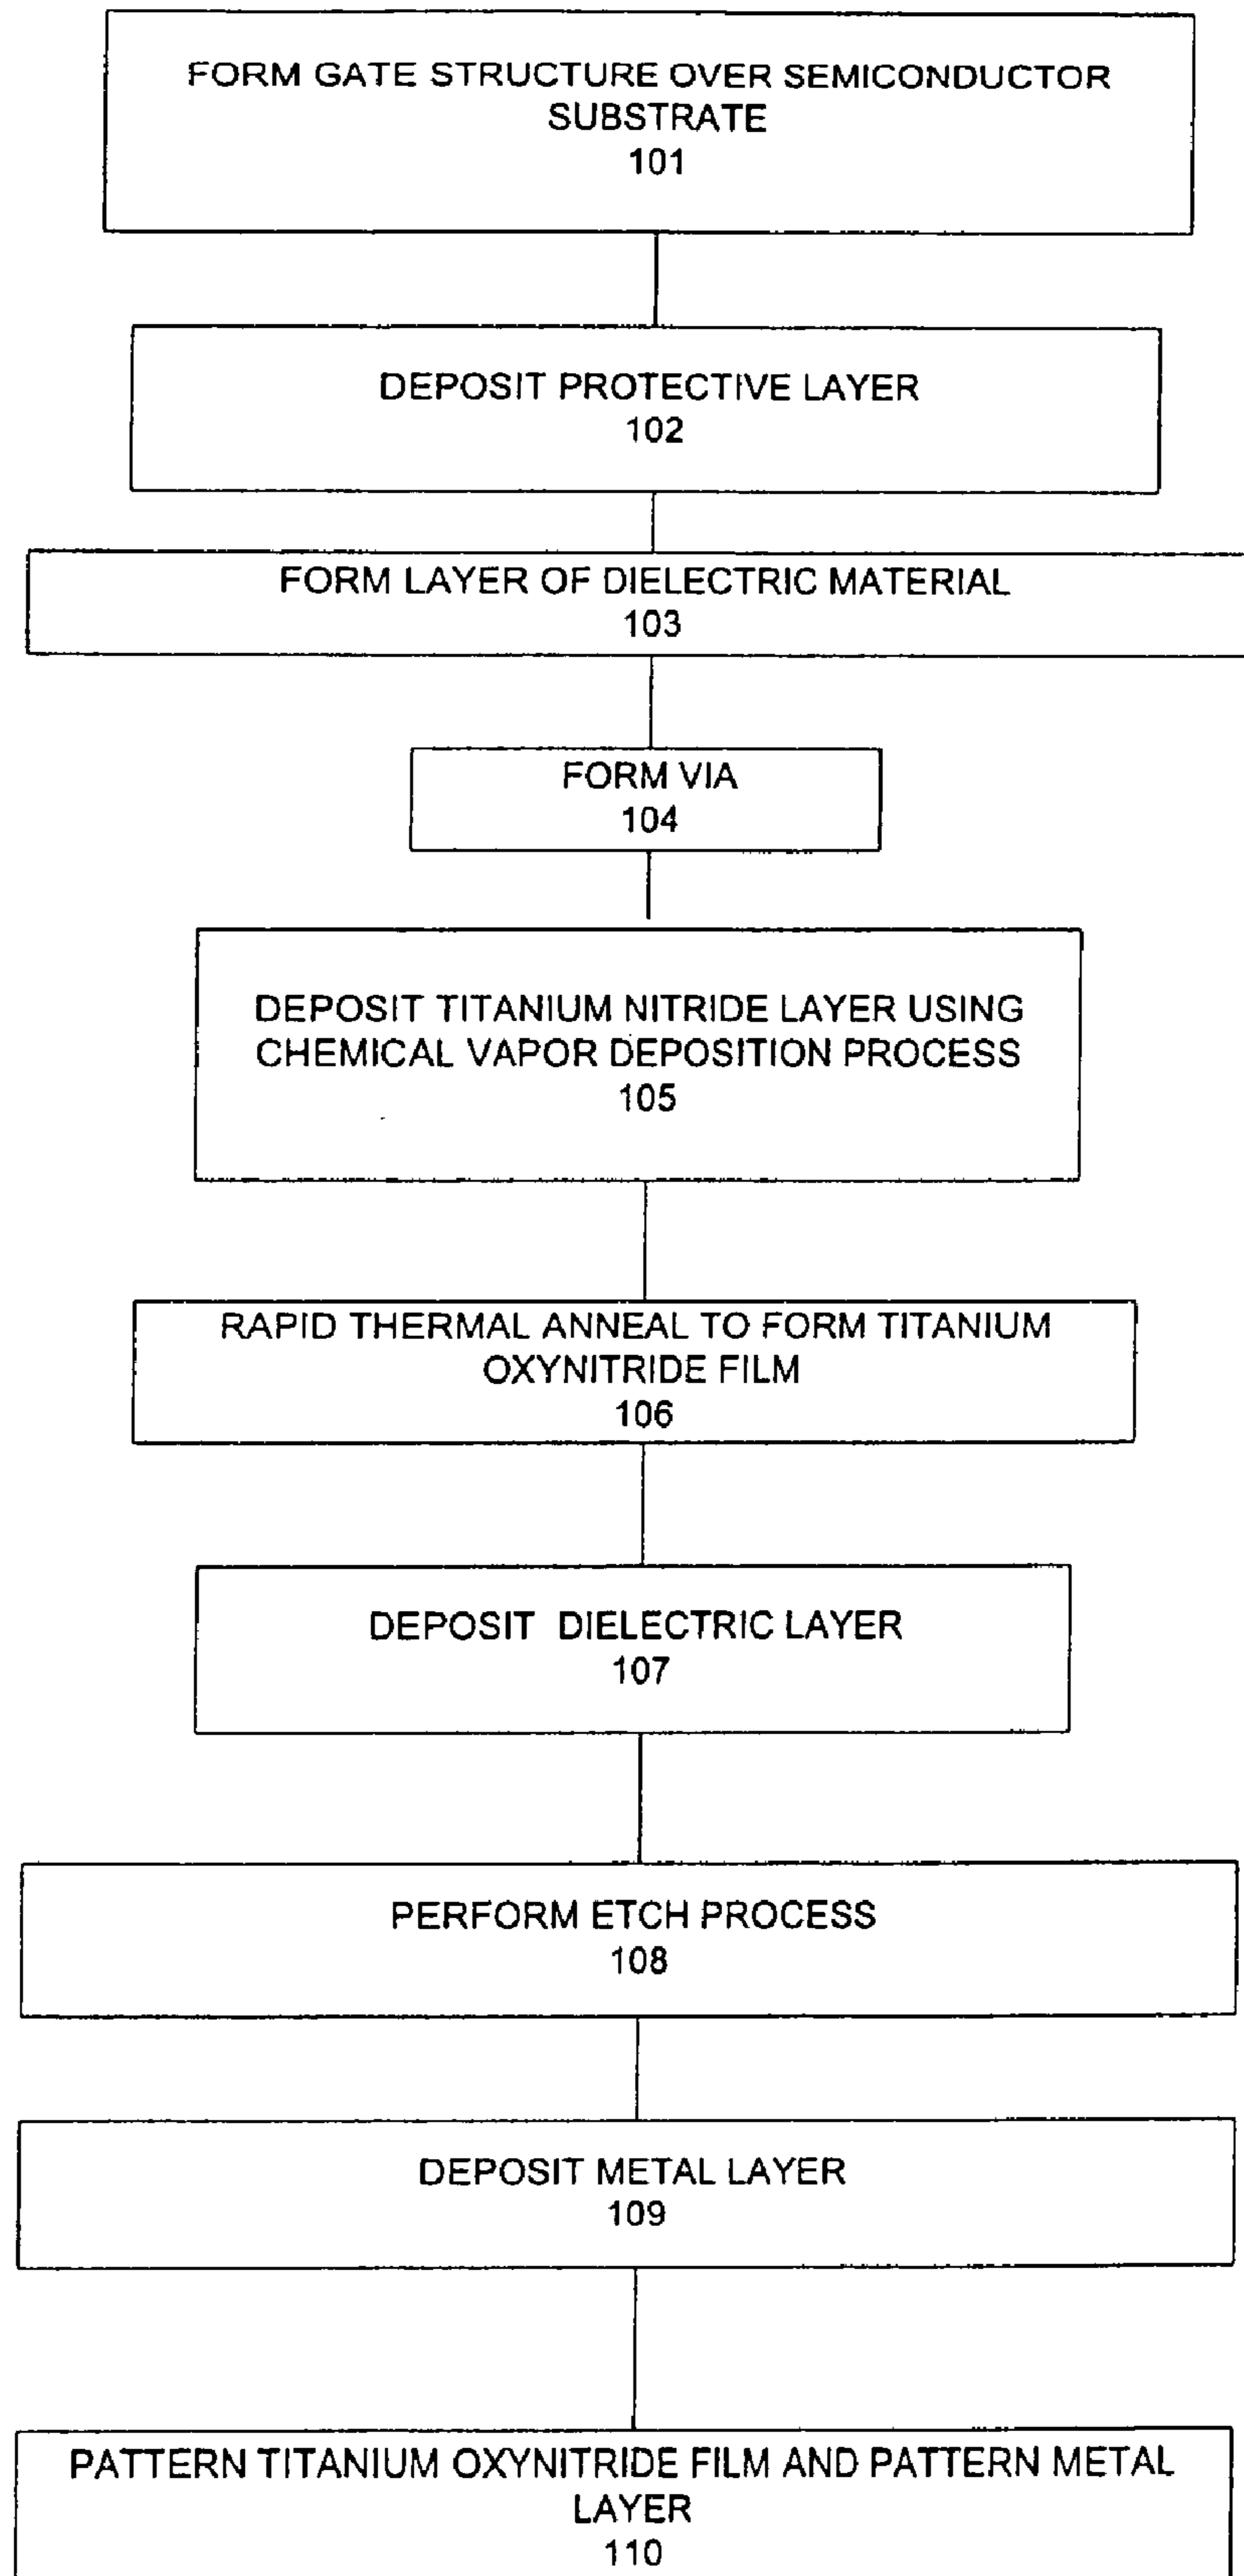 FORM GATE STRUCTURE OVER SEMICONDUCTOR
SUBSTRATE
101
DEPOSIT PROTECTIVE LAYER
102
FORM LAYER OF DIELECTRIC MATERIAL
103
FORM VIA
104
DEPOSIT TITANIUM NITRIDE LAYER USING
CHEMICAL VAPOR DEPOSITION PROCESS
105
RAPID THERMAL ANNEAL TO FORM TITANIUM
OXYNITRIDE FILM
106
DEPOSIT DIELECTRIC LAYER
107
PERFORM ETCH PROCESS
108
DEPOSIT METAL LAYER
109
PATTERN TITANIUM OXYNITRIDE FILM AND PATTERN METAL
LAYER
110